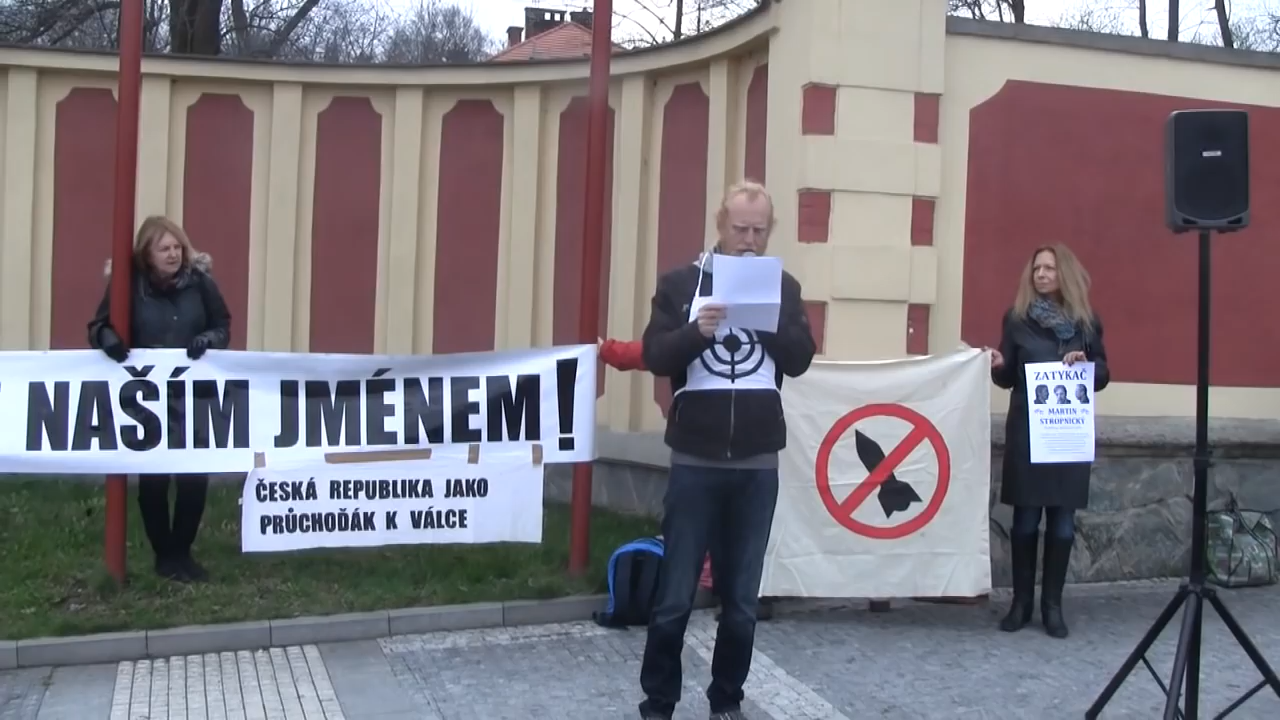 NAŠÍM JMÉNEM!
ČESKÁ REPUBLIKA JAKO
PRŮCHOĎÁK K VÁLCE
ZATYKAČ
MARTIN
STROPNICKÝ